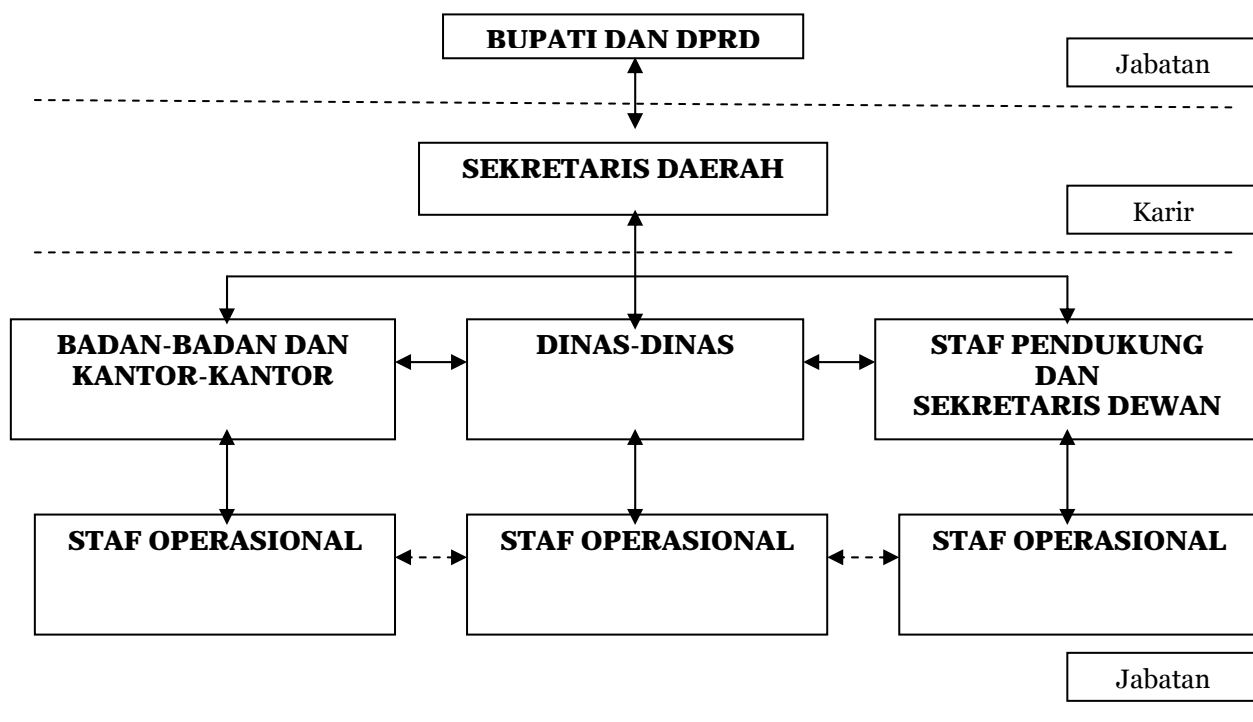 BUPATI DAN DPRD
Jabatan
SEKRETARIS DAERAH
Karir
BADAN-BADAN DAN
KANTOR-KANTOR
DINAS-DINAS
STAF PENDUKUNG
DAN
SEKRETARIS DEWAN
STAF OPERASIONAL
STAF OPERASIONAL
STAF OPERASIONAL
Jabatan